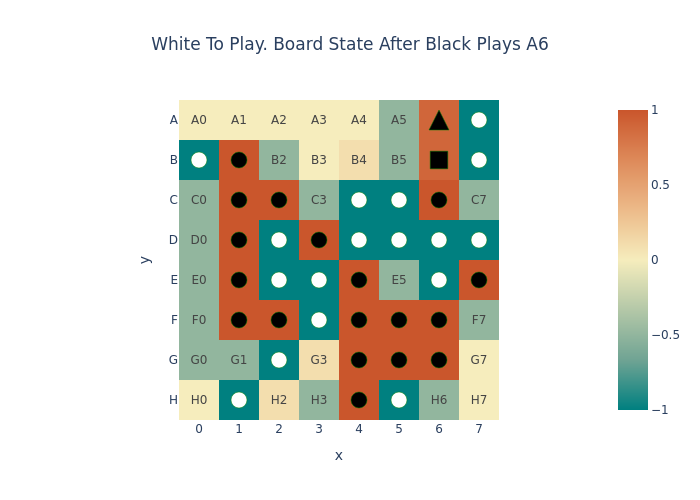 White To Play. Board State After Black Plays A6
A A0 A1 A2 A3 A4 A5
B B2 B3 B4 B5
C C0 C3 C7
D D0
E E0 E5
F F0 F7
G G0 G1 G3 G7
H H0 H2 H3 H6 H7
0 1 2 3 4 5 6 7
x
y
1
0.5
0
−0.5
−1